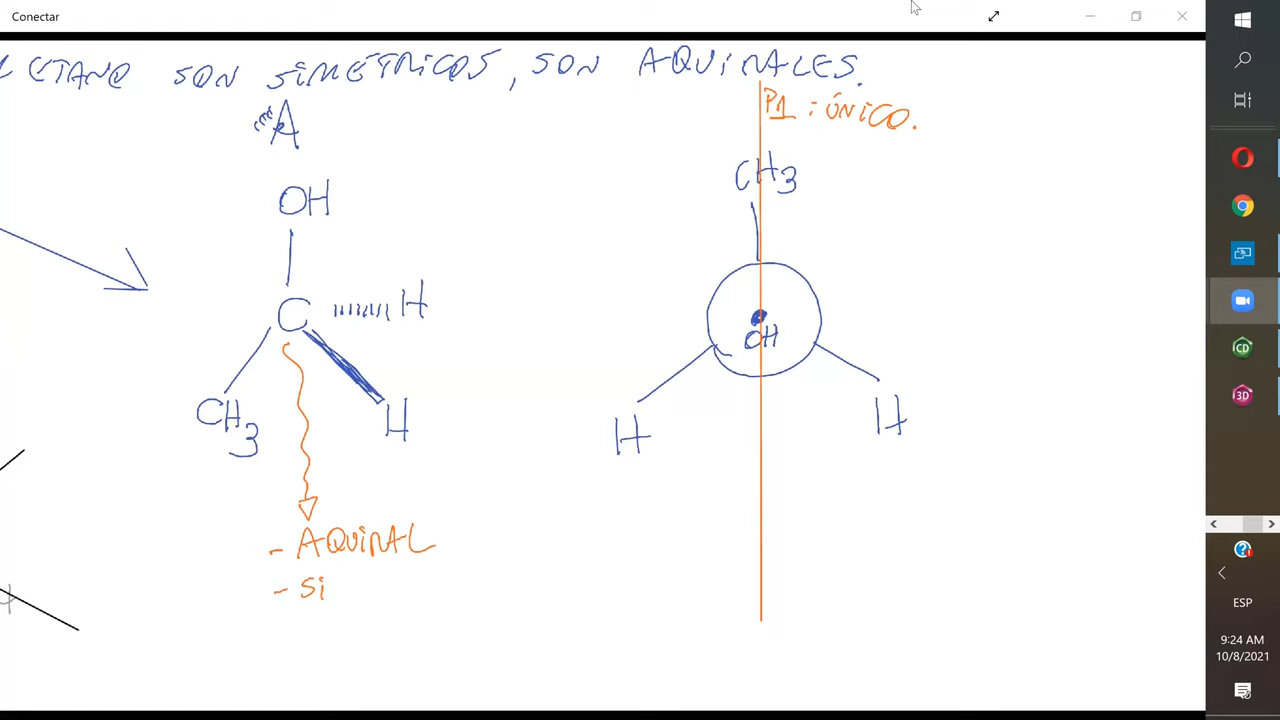 Conectar
L ETANO SON SIMÉTRICOS, SON AQUIRALES.
P1 : ÚNICO.
A
CH3
OH
C
H
OH
CH3
H
H
H
- AQUIRAL
- Si
ESP
9:24 AM
10/8/2021